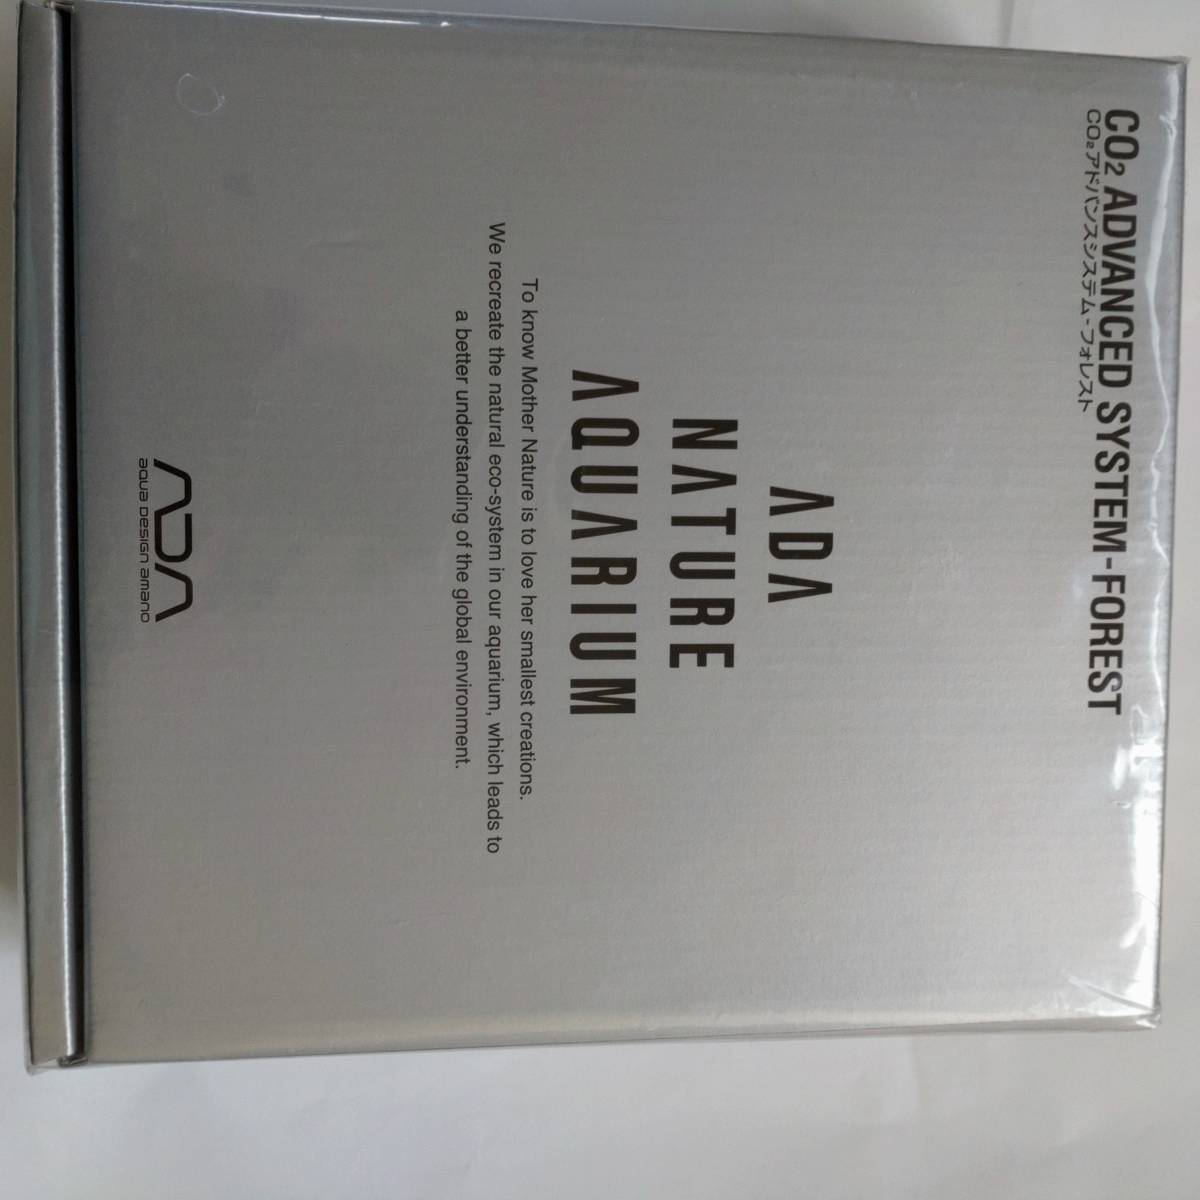 CO₂ ADVANCED SYSTEM-FOREST
CO₂アドバンスシステム-フォレスト
ADA
NATURE
AQUARIUM
To know Mother Nature is to love her smallest creations.
We recreate the natural eco-system in our aquarium, which leads to
a better understanding of the global environment.
ADA
AQUA DESIGN AMANO